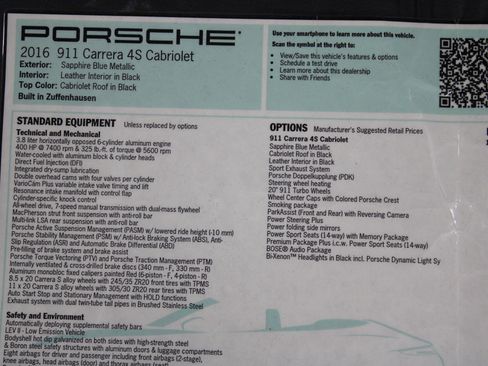 PORSCHE
2016 911 Carrera 4S Cabriolet
Exterior: Sapphire Blue Metallic
Interior: Leather Interior in Black
Top Color: Cabriolet Roof in Black
Built in Zuffenhausen
Use your smartphone to learn more about this vehicle.
Scan the symbol at the right to:
• View/Save this vehicle's features & options
• Schedule a test drive
• Learn more about this dealership
• Share with Friends
STANDARD EQUIPMENT Unless replaced by options
Technical and Mechanical
3.8 liter horizontally opposed 6-cylinder aluminum engine
400 HP @ 7400 rpm & 325 lb.-ft. of torque @ 5600 rpm
Water-cooled with aluminum block & cylinder heads
Direct Fuel Injection (DFI)
Integrated dry-sump lubrication
Double overhead cams with four valves per cylinder
VarioCam Plus variable intake valve timing and lift
Resonance intake manifold with control flap
Cylinder-specific knock control
All-wheel drive, 7-speed manual transmission with dual-mass flywheel
MacPherson strut front suspension with anti-roll bar
Multi-link LSA rear suspension with anti-roll bar
Porsche Active Suspension Management (PASM) w/ lowered ride height (-10 mm)
Porsche Stability Management (PSM) w/ Anti-lock Braking System (ABS), Anti-
Slip Regulation (ASR) and Automatic Brake Differential (ABD)
Pre-filling of brake system and brake assist
Porsche Torque Vectoring (PTV) and Porsche Traction Management (PTM)
Internally ventilated & cross-drilled brake discs (340 mm - F, 330 mm - R)
Aluminum monobloc fixed calipers painted Red (6-piston - F, 4-piston - R)
8.5 x 20 Carrera S alloy wheels with 245/35 ZR20 front tires with TPMS
11 x 20 Carrera S alloy wheels with 305/30 ZR20 rear tires with TPMS
Auto Start Stop and Stationary Management with HOLD functions
Exhaust system with dual twin-tube tail pipes in Brushed Stainless Steel
Safety and Environment
Automatically deploying supplemental safety bars
LEV II - Low Emission Vehicle
Bodyshell hot dip galvanized on both sides with high-strength steel
& Boron steel safety structures with aluminum doors & luggage compartments
Eight airbags for driver and passenger including front airbags (2-stage),
knee airbags, head airbags (door) and thorax airbags (seat)
OPTIONS Manufacturer's Suggested Retail Prices
911 Carrera 4S Cabriolet
Sapphire Blue Metallic
Cabriolet Roof in Black
Leather Interior in Black
Sport Exhaust System
Porsche Doppelkupplung (PDK)
Steering wheel heating
20" 911 Turbo Wheels
Wheel Center Caps with Colored Porsche Crest
Smoking package
ParkAssist (Front and Rear) with Reversing Camera
Power Steering Plus
Power folding side mirrors
Power Sport Seats (14-way) with Memory Package
Premium Package Plus i.c.w. Power Sport Seats (14-way)
BOSE® Audio Package
Bi-Xenon™ Headlights in Black incl. Porsche Dynamic Light Sy